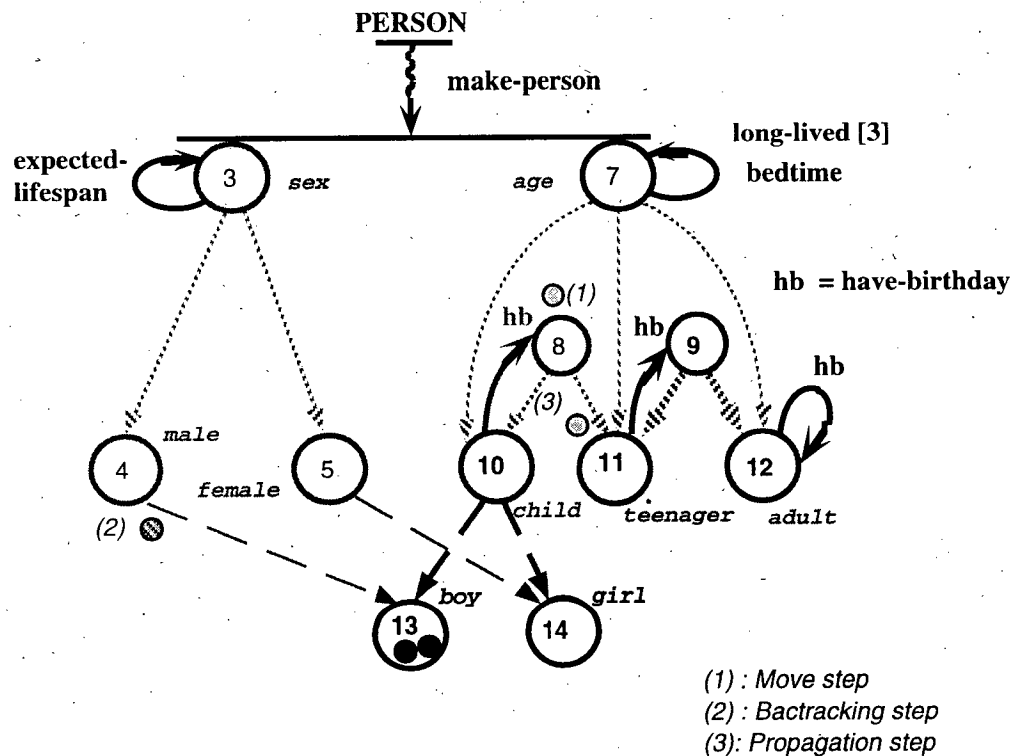 PERSON
make-person
expected-
lifespan
3
sex
age
7
long-lived [3]
bedtime
hb = have-birthday
(1)
hb
8
hb
9
hb
(3)
male
4
5
female
10
11
12
child
teenager
adult
(2)
boy
13
girl
14
(1) : Move step
(2) : Bactracking step
(3): Propagation step